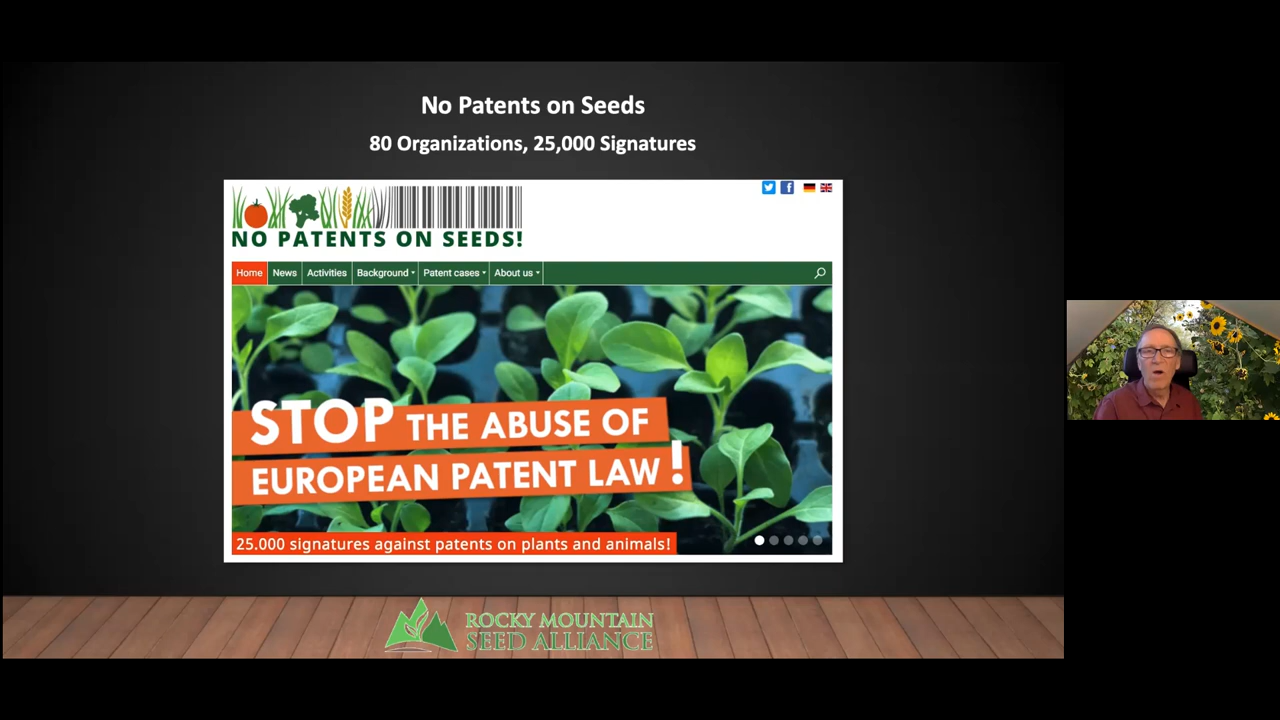 No Patents on Seeds
80 Organizations, 25,000 Signatures
NO PATENTS ON SEEDS!
Home News Activities Background Patent cases About us
STOP THE ABUSE OF
EUROPEAN PATENT LAW!
25.000 signatures against patents on plants and animals!
ROCKY MOUNTAIN
SEED ALLIANCE